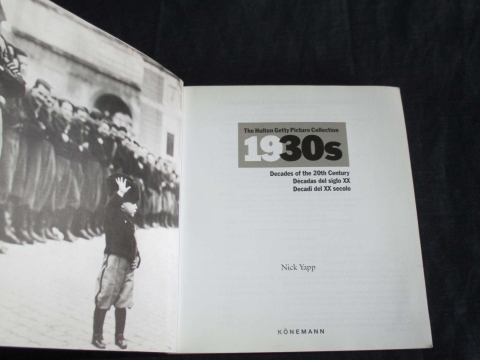 The Hulton Getty Picture Collection
1930s
Decades of the 20th Century
Décadas del siglo XX
Decadi del XX secolo
Nick Yapp
KÖNEMANN